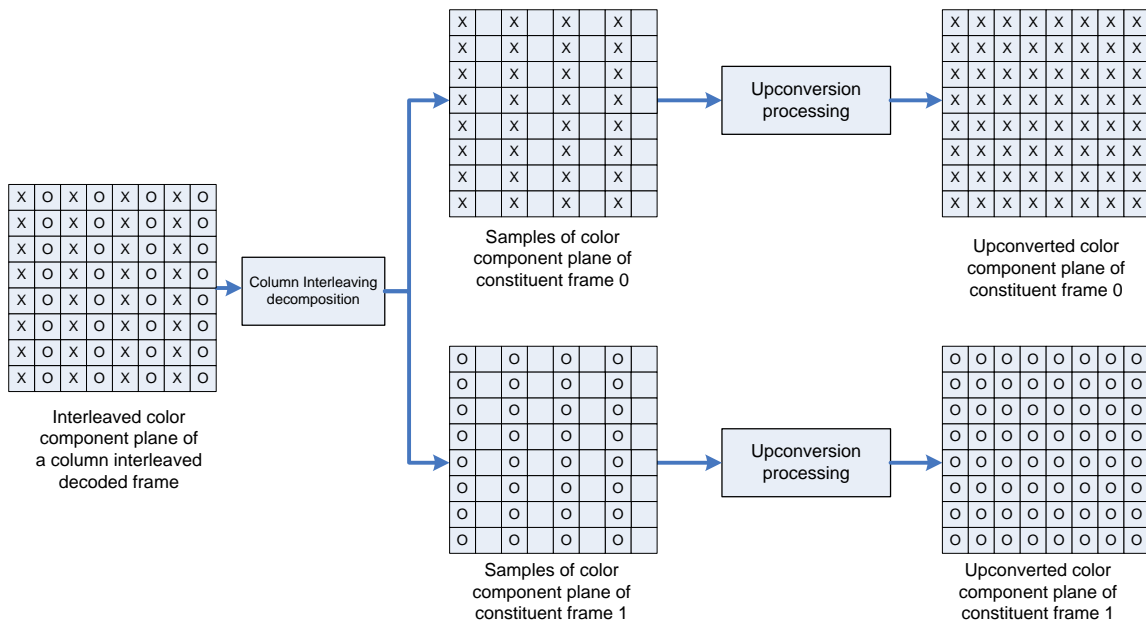 X O X O X O X O
X O X O X O X O
X O X O X O X O
X O X O X O X O
X O X O X O X O
X O X O X O X O
X O X O X O X O
X O X O X O X O
Interleaved color
component plane of
a column interleaved
decoded frame
Column Interleaving
decomposition
X X X X
X X X X
X X X X
X X X X
X X X X
X X X X
X X X X
X X X X
Samples of color
component plane of
constituent frame 0
Upconversion
processing
X X X X X X X X
X X X X X X X X
X X X X X X X X
X X X X X X X X
X X X X X X X X
X X X X X X X X
X X X X X X X X
X X X X X X X X
Upconverted color
component plane of
constituent frame 0
O O O O
O O O O
O O O O
O O O O
O O O O
O O O O
O O O O
O O O O
Samples of color
component plane of
constituent frame 1
Upconversion
processing
O O O O O O O O
O O O O O O O O
O O O O O O O O
O O O O O O O O
O O O O O O O O
O O O O O O O O
O O O O O O O O
O O O O O O O O
Upconverted color
component plane of
constituent frame 1